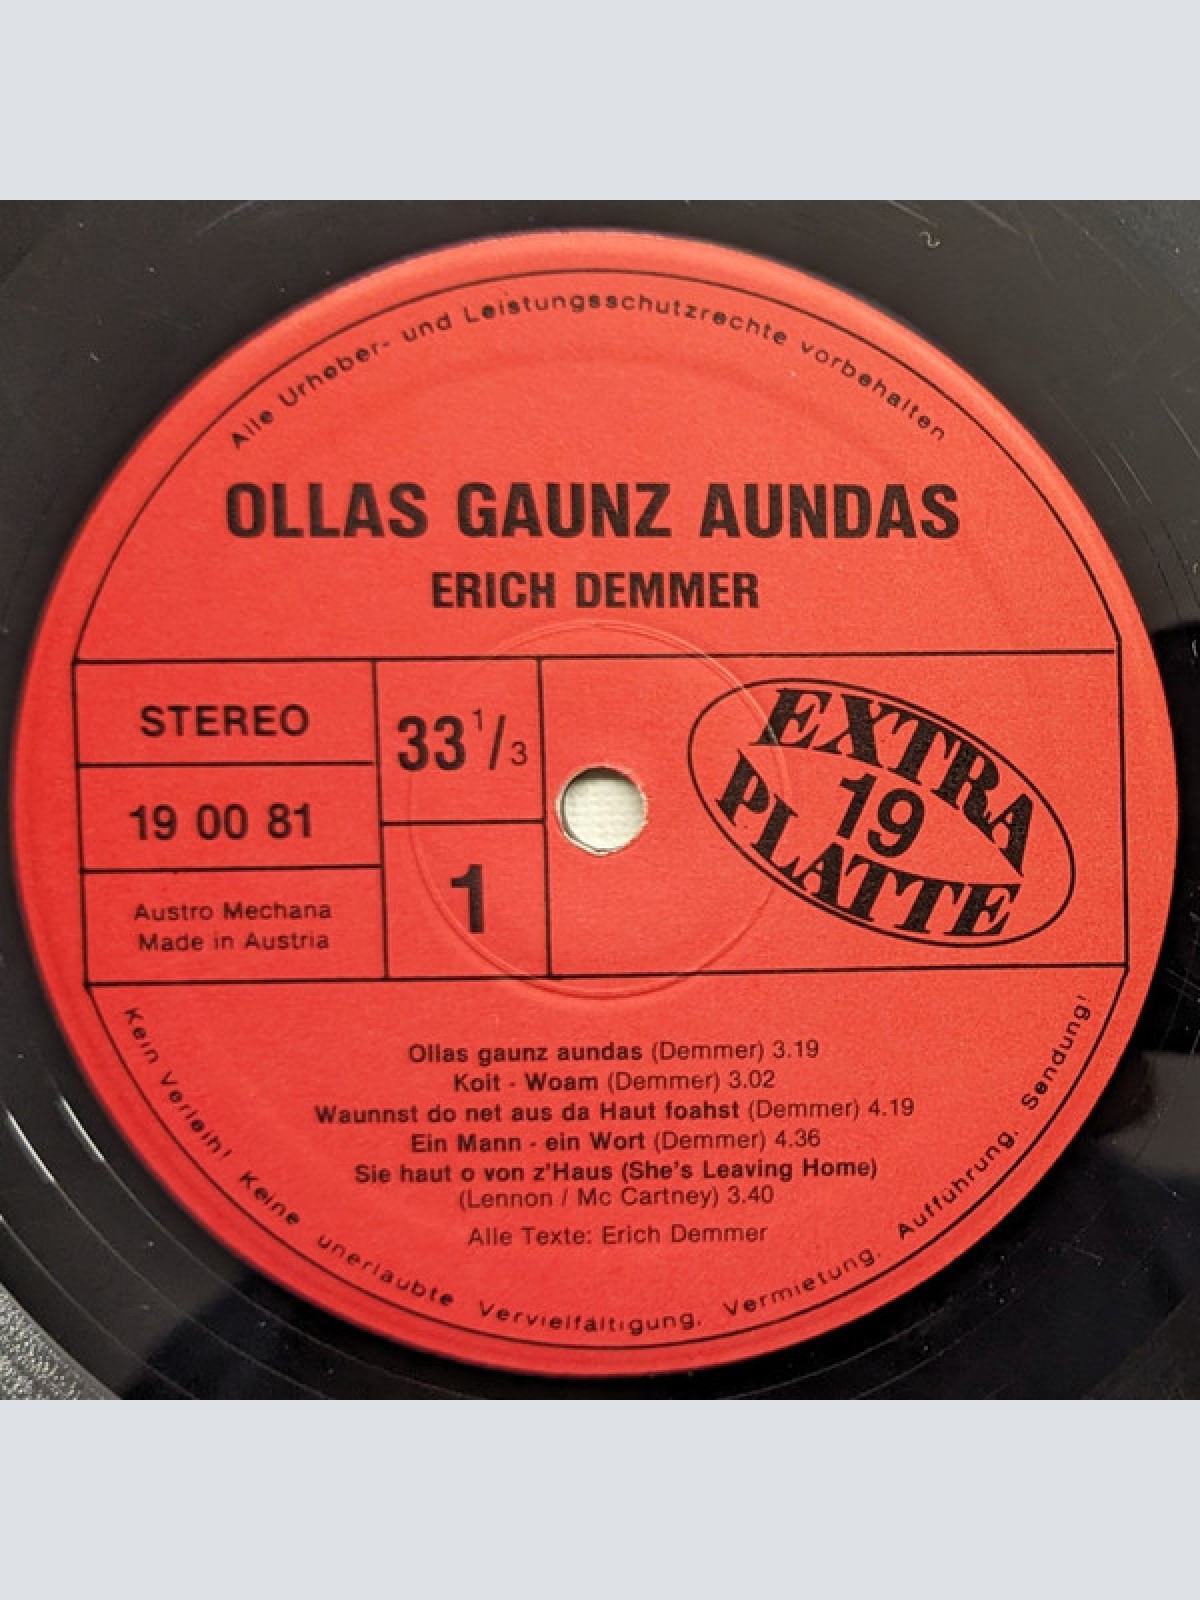 Alle Urheber- und Leistungsschutzrechte vorbehalten
OLLAS GAUNZ AUNDAS
ERICH DEMMER
STEREO
33 1/3
19 00 81
1
Austro Mechana
Made in Austria
EXTRA
19
PLATTE
Ollas gaunz aundas (Demmer) 3.19
Koit - Woam (Demmer) 3.02
Waunnst do net aus da Haut foahst (Demmer) 4.19
Ein Mann - ein Wort (Demmer) 4.36
Sie haut o von z'Haus (She's Leaving Home)
(Lennon / Mc Cartney) 3.40
Alle Texte: Erich Demmer
Kein Verleih! Keine unerlaubte Vervielfältigung, Vermietung, Aufführung, Sendung!